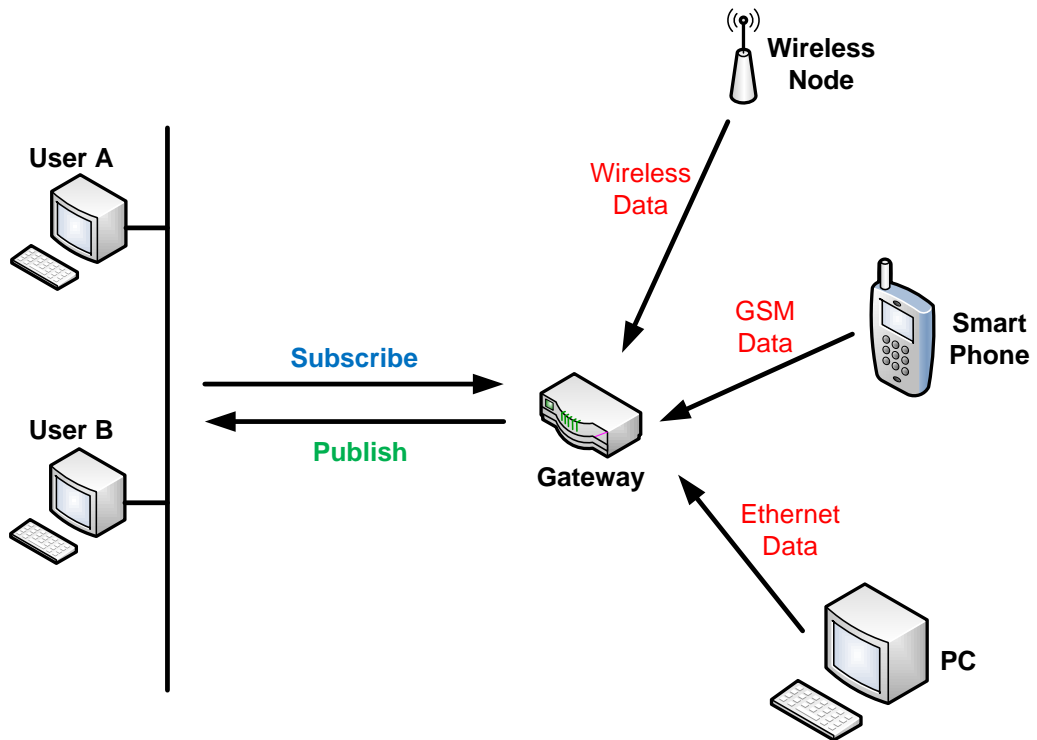 Wireless
Node
User A
Wireless
Data
GSM
Data
Smart
Phone
Subscribe
User B
Publish
Gateway
Ethernet
Data
PC